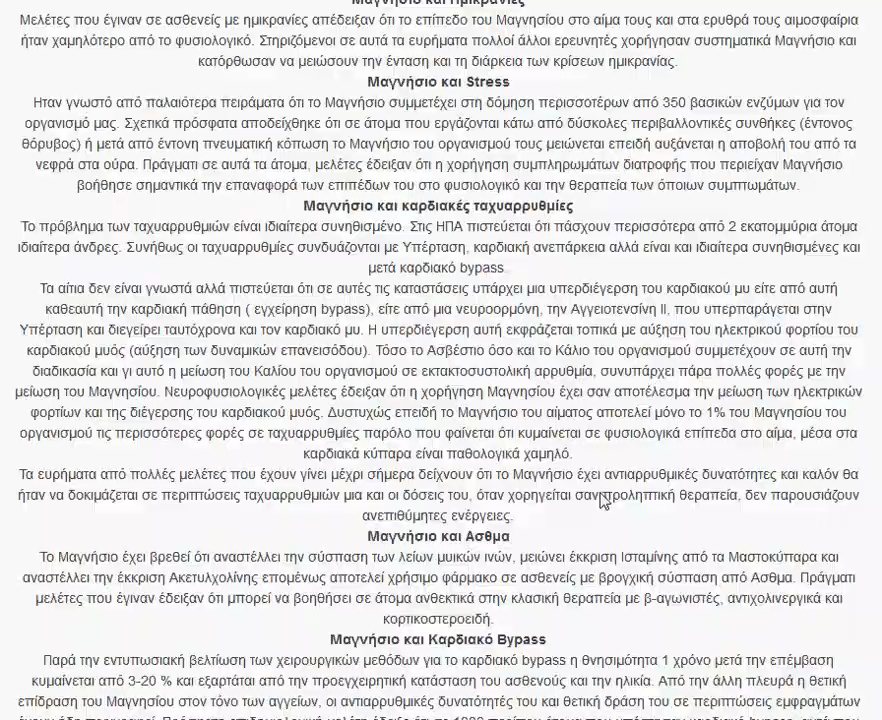 Μαγνήσιο και Ημικρανίες
Μελέτες που έγιναν σε ασθενείς με ημικρανίες απέδειξαν ότι το επίπεδο του Μαγνησίου στο αίμα τους και στα ερυθρά τους αιμοσφαίρια
ήταν χαμηλότερο από το φυσιολογικό. Στηριζόμενοι σε αυτά τα ευρήματα πολλοί άλλοι ερευνητές χορήγησαν συστηματικά Μαγνήσιο και
κατόρθωσαν να μειώσουν την ένταση και τη διάρκεια των κρίσεων ημικρανίας.
Μαγνήσιο και Stress
Ηταν γνωστό από παλαιότερα πειράματα ότι το Μαγνήσιο συμμετέχει στη δόμηση περισσοτέρων από 350 βασικών ενζύμων για τον
οργανισμό μας. Σχετικά πρόσφατα αποδείχθηκε ότι σε άτομα που εργάζονται κάτω από δύσκολες περιβαλλοντικές συνθήκες (έντονος
θόρυβος) ή μετά από έντονη πνευματική κόπωση το Μαγνήσιο του οργανισμού τους μειώνεται επειδή αυξάνεται η αποβολή του από τα
νεφρά στα ούρα. Πράγματι σε αυτά τα άτομα, μελέτες έδειξαν ότι η χορήγηση συμπληρωμάτων διατροφής που περιείχαν Μαγνήσιο
βοήθησε σημαντικά την επαναφορά των επιπέδων του στο φυσιολογικό και την θεραπεία των όποιων συμπτωμάτων.
Μαγνήσιο και καρδιακές ταχυαρρυθμίες
Το πρόβλημα των ταχυαρρυθμιών είναι ιδιαίτερα συνηθισμένο. Στις ΗΠΑ πιστεύεται ότι πάσχουν περισσότερα από 2 εκατομμύρια άτομα
ιδιαίτερα άνδρες. Συνήθως οι ταχυαρρυθμίες συνδυάζονται με Υπέρταση, καρδιακή ανεπάρκεια αλλά είναι και ιδιαίτερα συνηθισμένες και
μετά καρδιακό bypass.
Τα αίτια δεν είναι γνωστά αλλά πιστεύεται ότι σε αυτές τις καταστάσεις υπάρχει μια υπερδιέγερση του καρδιακού μυ είτε από αυτή
καθεαυτή την καρδιακή πάθηση ( εγχείρηση bypass), είτε από μια νευροορμόνη, την Αγγειοτενσίνη ΙΙ, που υπερπαράγεται στην
Υπέρταση και διεγείρει ταυτόχρονα και τον καρδιακό μυ. Η υπερδιέγερση αυτή εκφράζεται τοπικά με αύξηση του ηλεκτρικού φορτίου του
καρδιακού μυός (αύξηση των δυναμικών επανεισόδου). Τόσο το Ασβέστιο όσο και το Κάλιο του οργανισμού συμμετέχουν σε αυτή την
διαδικασία και γι αυτό η μείωση του Καλίου του οργανισμού σε εκτακτοσυστολική αρρυθμία, συνυπάρχει πάρα πολλές φορές με την
μείωση του Μαγνησίου. Νευροφυσιολογικές μελέτες έδειξαν ότι η χορήγηση Μαγνησίου έχει σαν αποτέλεσμα την μείωση των ηλεκτρικών
φορτίων και της διέγερσης του καρδιακού μυός. Δυστυχώς επειδή το Μαγνήσιο του αίματος αποτελεί μόνο το 1% του Μαγνησίου του
οργανισμού τις περισσότερες φορές σε ταχυαρρυθμίες παρόλο που φαίνεται ότι κυμαίνεται σε φυσιολογικά επίπεδα στο αίμα, μέσα στα
καρδιακά κύτταρα είναι παθολογικά χαμηλό.
Τα ευρήματα από πολλές μελέτες που έχουν γίνει μέχρι σήμερα δείχνουν ότι το Μαγνήσιο έχει αντιαρρυθμικές δυνατότητες και καλόν θα
ήταν να δοκιμάζεται σε περιπτώσεις ταχυαρρυθμιών μια και οι δόσεις του, όταν χορηγείται σαν προληπτική θεραπεία, δεν παρουσιάζουν
ανεπιθύμητες ενέργειες.
Μαγνήσιο και Ασθμα
Το Μαγνήσιο έχει βρεθεί ότι αναστέλλει την σύσπαση των λείων μυικών ινών, μειώνει έκκριση Ισταμίνης από τα Μαστοκύπαρα και
αναστέλλει την έκκριση Ακετυλχολίνης επομένως αποτελεί χρήσιμο φάρμακο σε ασθενείς με βρογχική σύσπαση από Ασθμα. Πράγματι
μελέτες που έγιναν έδειξαν ότι μπορεί να βοηθήσει σε άτομα ανθεκτικά στην κλασική θεραπεία με β-αγωνιστές, αντιχολινεργικά και
κορτικοστεροειδή.
Μαγνήσιο και Καρδιακό Bypass
Παρά την εντυπωσιακή βελτίωση των χειρουργικών μεθόδων για το καρδιακό bypass η θνησιμότητα 1 χρόνο μετά την επέμβαση
κυμαίνεται από 3-20 % και εξαρτάται από την προεγχειρητική κατάσταση του ασθενούς και την ηλικία. Από την άλλη πλευρά η θετική
επίδραση του Μαγνησίου στον τόνο των αγγείων, οι αντιαρρυθμικές δυνατότητές του και θετική δράση του σε περιπτώσεις εμφραγμάτων